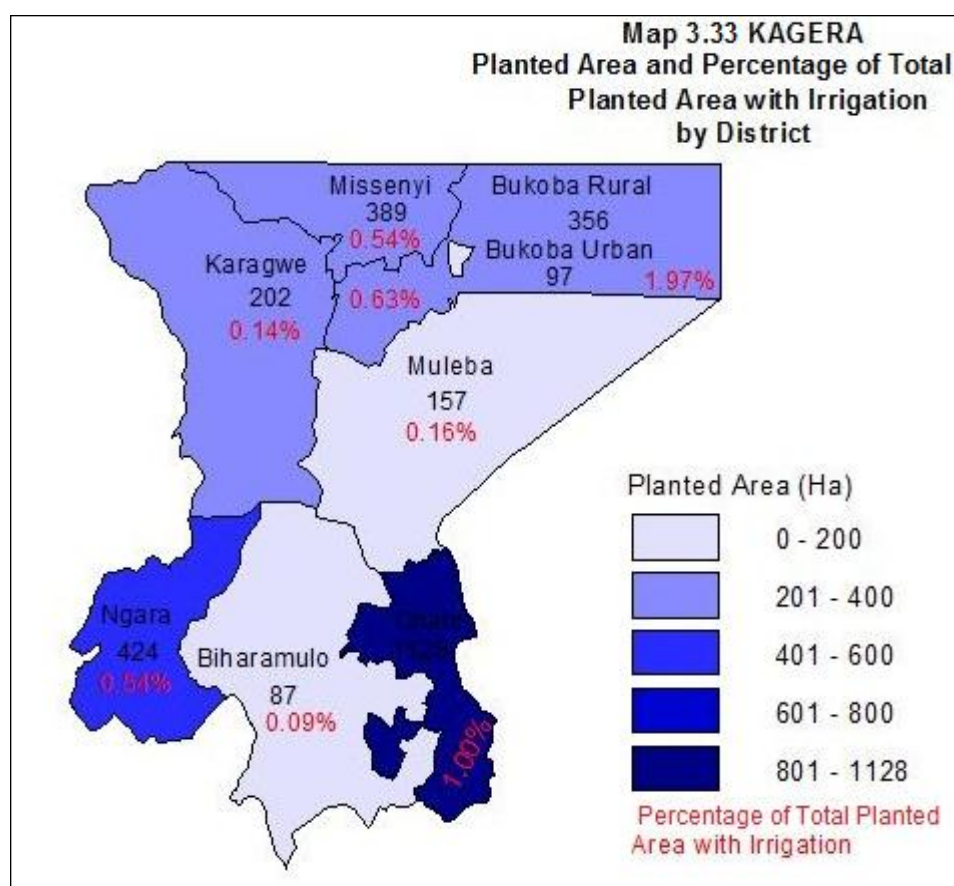 Map 3.33 KAGERA
Planted Area and Percentage of Total
Planted Area with Irrigation
by District
Missenyi
389
0.54%
Bukoba Rural
356
Bukoba Urban
97
1.97%
Karagwe
202
0.14%
0.63%
Muleba
157
0.16%
Ngara
424
0.54%
Biharamulo
87
0.09%
1.00%
Planted Area (Ha)
0 - 200
201 - 400
401 - 600
601 - 800
801 - 1128
Percentage of Total Planted
Area with Irrigation